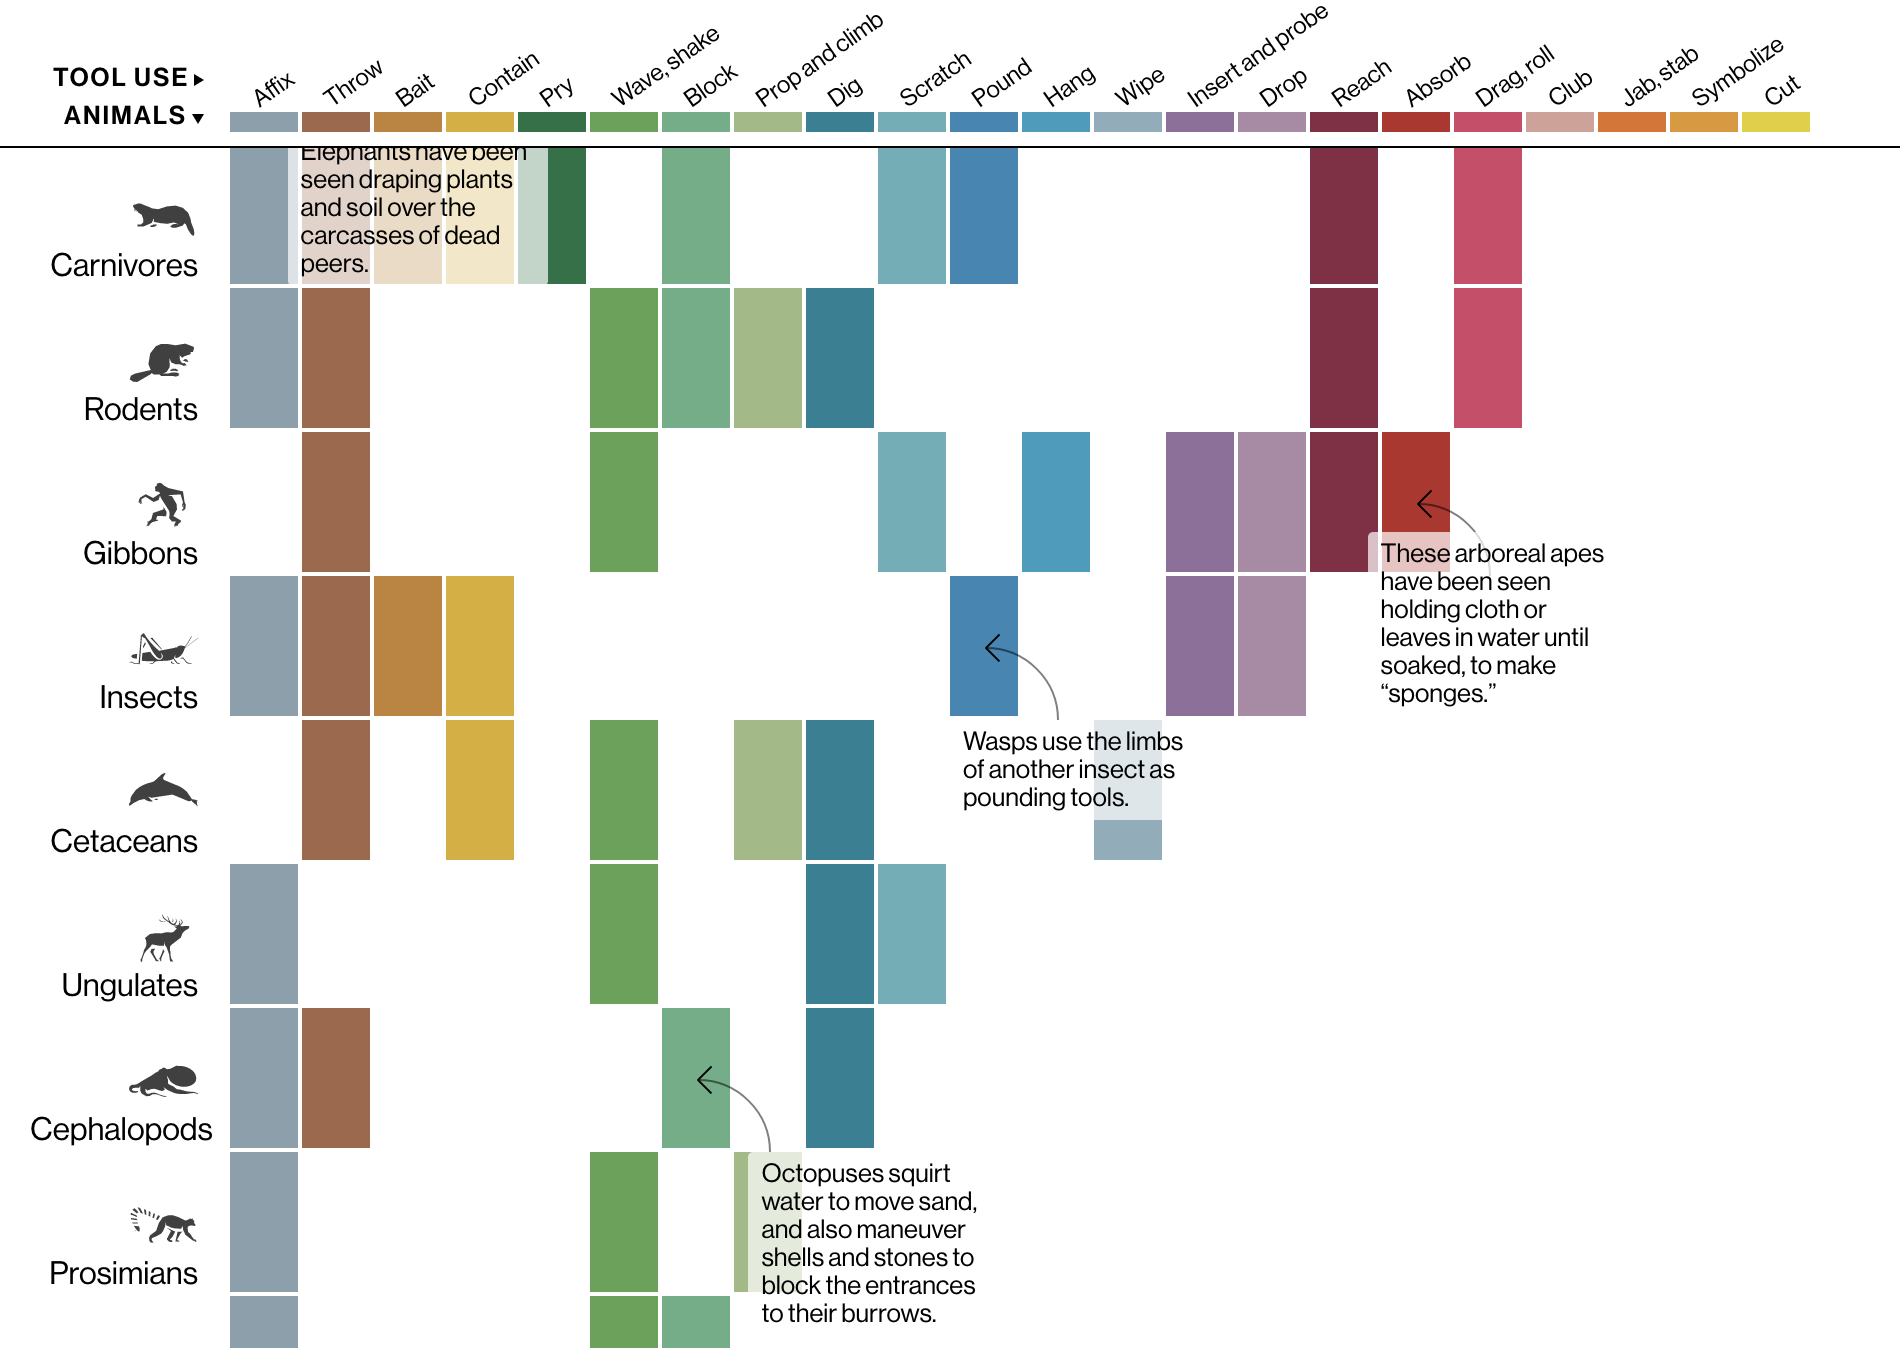 TOOL USE ▸
ANIMALS ▾
Affix
Throw
Bait
Contain
Pry
Wave, shake
Block
Prop and climb
Dig
Scratch
Pound
Hang
Wipe
Insert and probe
Drop
Reach
Absorb
Drag, roll
Club
Jab, stab
Symbolize
Cut
Elephants have been
seen draping plants
and soil over the
carcasses of dead
peers.
Carnivores
Rodents
Gibbons
These arboreal apes
have been seen
holding cloth or
leaves in water until
soaked, to make
“sponges.”
Insects
Wasps use the limbs
of another insect as
pounding tools.
Cetaceans
Ungulates
Cephalopods
Octopuses squirt
water to move sand,
and also maneuver
shells and stones to
block the entrances
to their burrows.
Prosimians